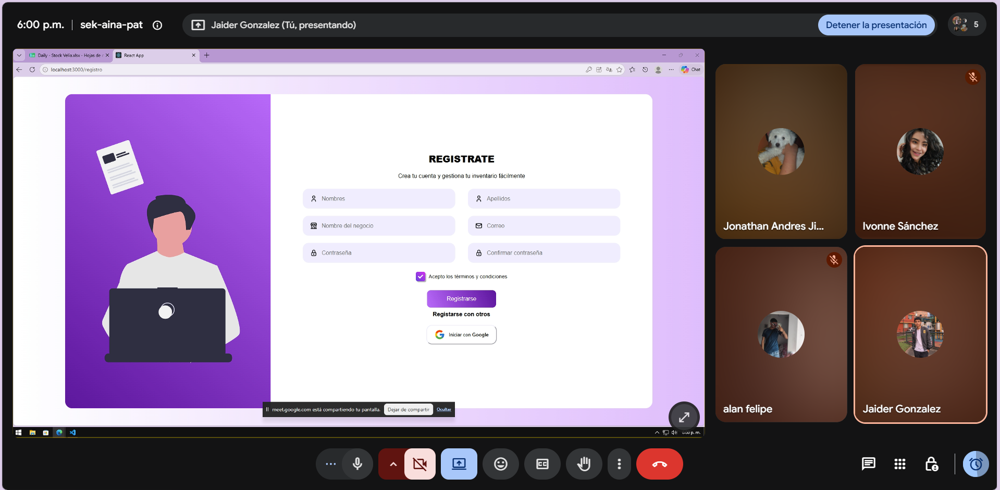 6:00 p.m. | sek-aina-pat
Jaider Gonzalez (Tú, presentando)
Detener la presentación
5
Daily - Stock Velia.xlsx - Hojas de c
React App
localhost:3000/registro
Chat
REGISTRATE
Crea tu cuenta y gestiona tu inventario fácilmente
Nombres
Apellidos
Nombre del negocio
Correo
Contraseña
Confirmar contraseña
Acepto los términos y condiciones
Registrarse
Registarse con otros
Iniciar con Google
meet.google.com está compartiendo tu pantalla.
Dejar de compartir
Ocultar
p. m.
Jonathan Andres Ji...
Ivonne Sánchez
alan felipe
Jaider Gonzalez
CC